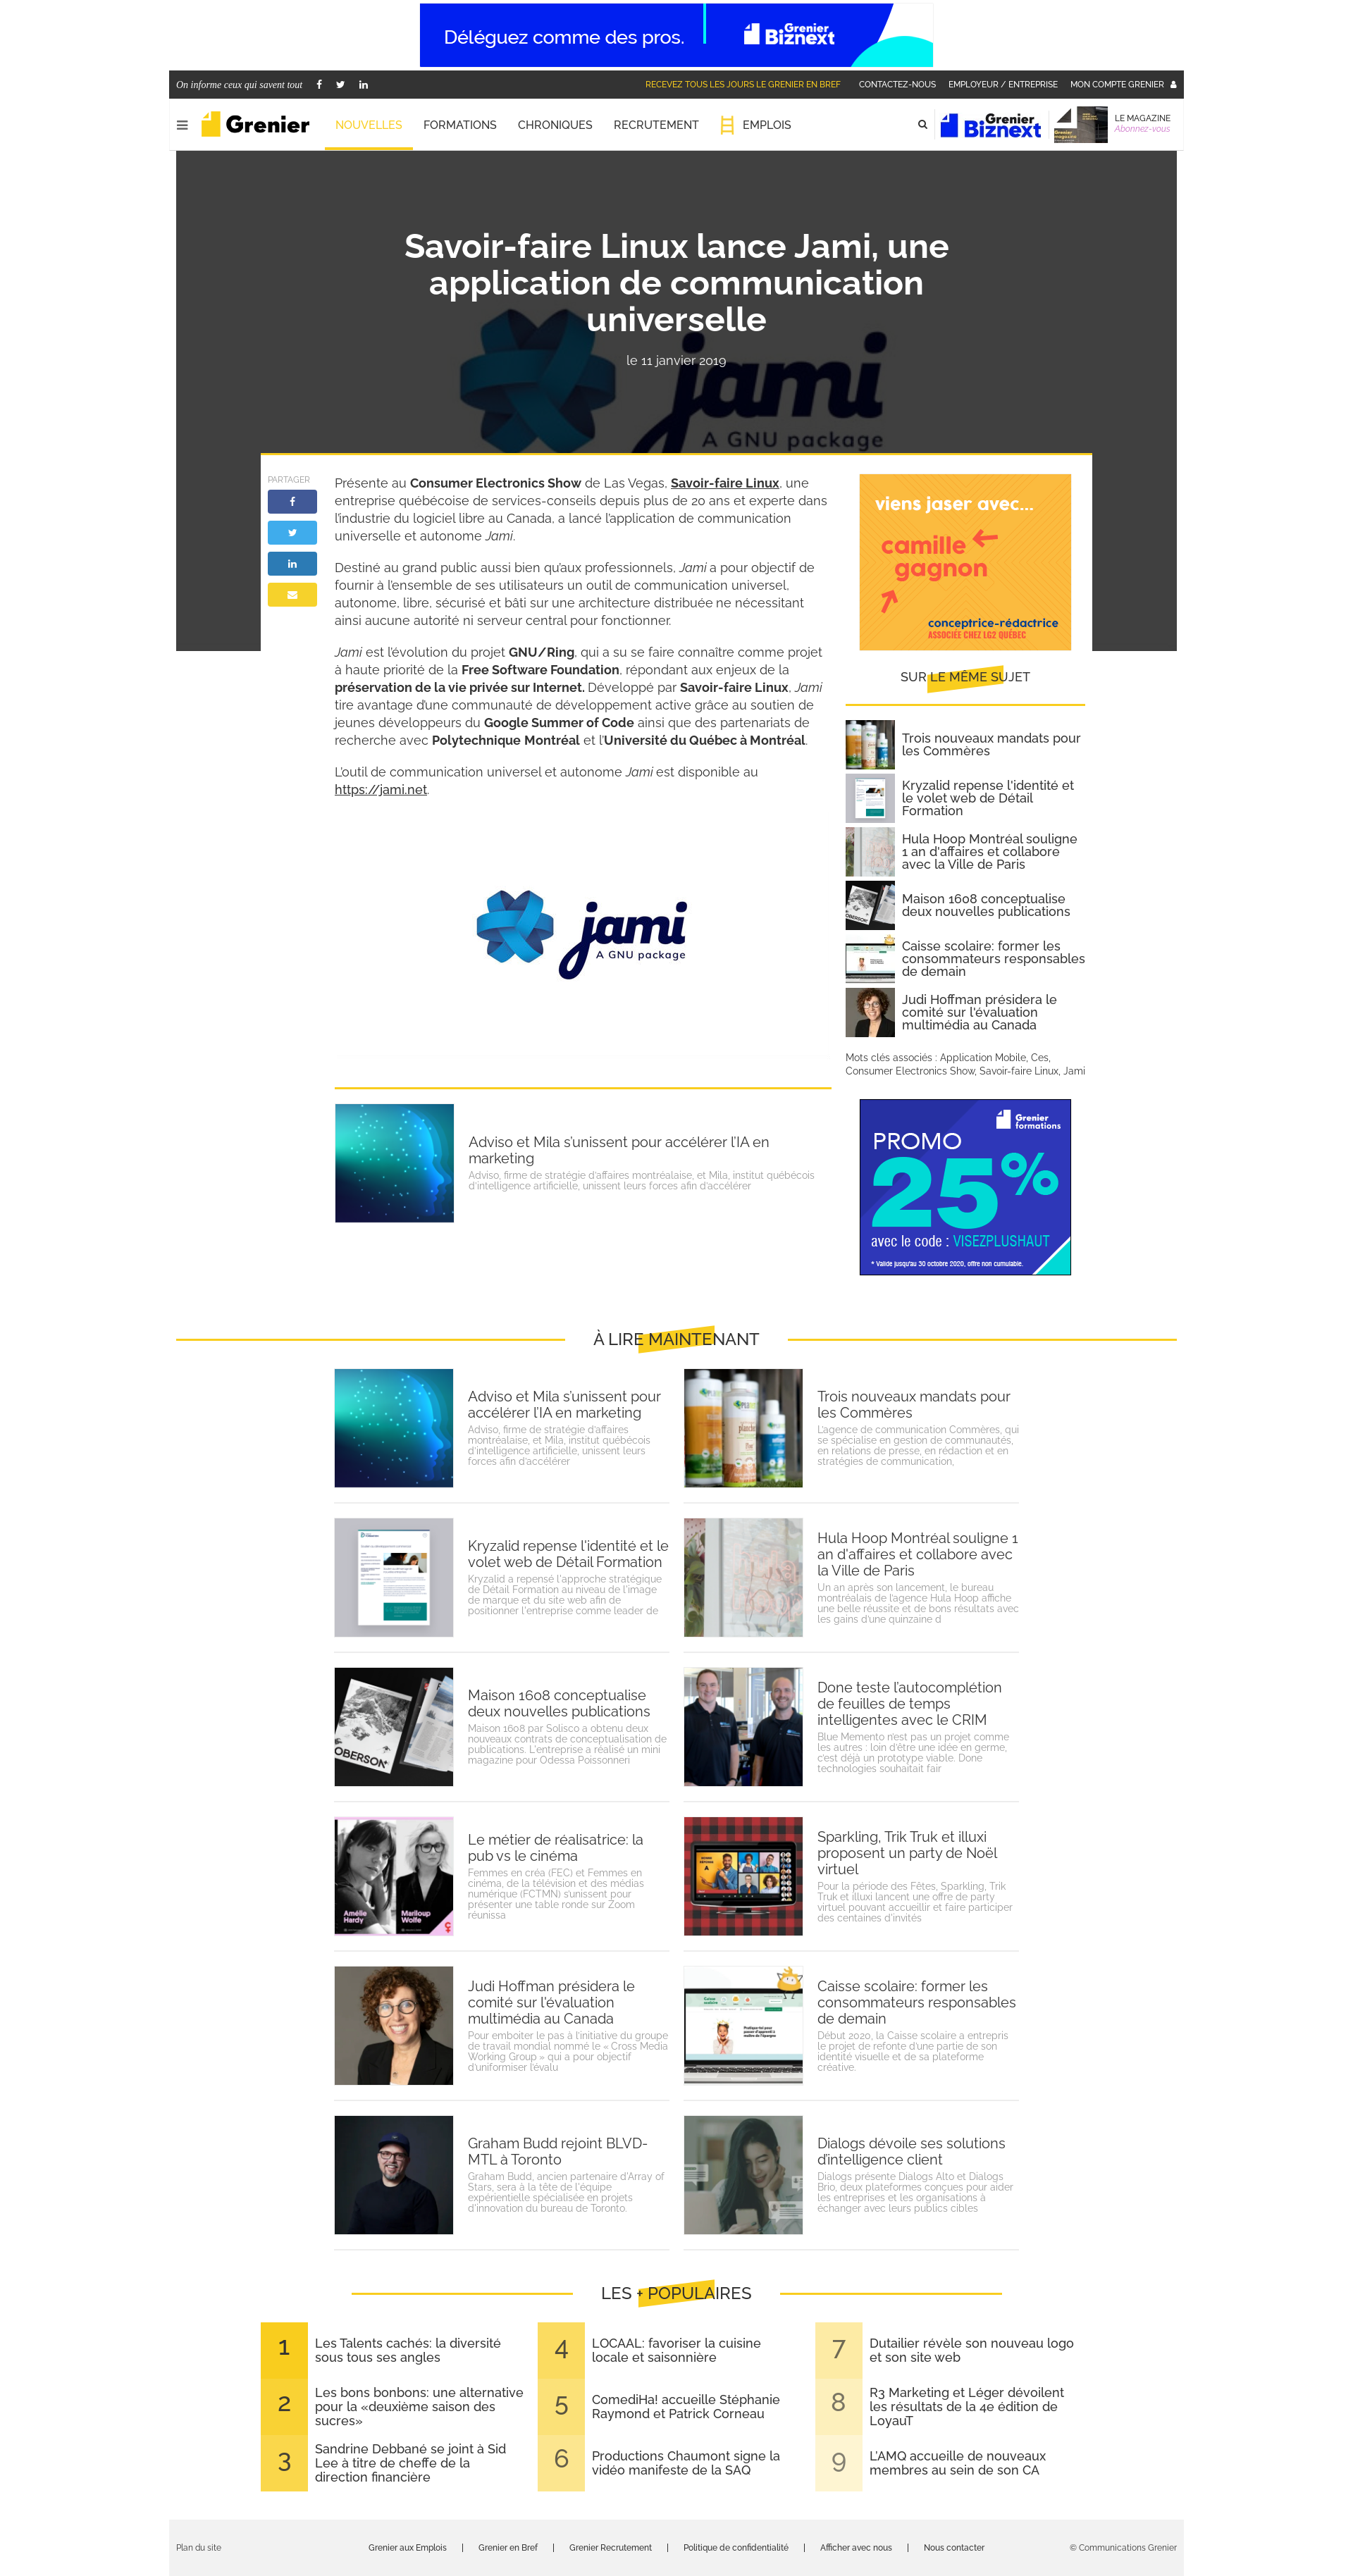 Déléguez comme des pros.
Grenier
Biznext
On informe ceux qui savent tout
RECEVEZ TOUS LES JOURS LE GRENIER EN BREF
CONTACTEZ-NOUS
EMPLOYEUR / ENTREPRISE
MON COMPTE GRENIER
Grenier
NOUVELLES
FORMATIONS
CHRONIQUES
RECRUTEMENT
EMPLOIS
Grenier
Biznext
LE MAGAZINE
Abonnez-vous
Savoir-faire Linux lance Jami, une
application de communication
universelle
le 11 janvier 2019
jami
A GNU package
PARTAGER
Présente au Consumer Electronics Show de Las Vegas, Savoir-faire Linux, une
entreprise québécoise de services-conseils depuis plus de 20 ans et experte dans
l'industrie du logiciel libre au Canada, a lancé l'application de communication
universelle et autonome Jami.
Destiné au grand public aussi bien qu'aux professionnels, Jami a pour objectif de
fournir à l'ensemble de ses utilisateurs un outil de communication universel,
autonome, libre, sécurisé et bâti sur une architecture distribuée ne nécessitant
ainsi aucune autorité ni serveur central pour fonctionner.
Jami est l'évolution du projet GNU/Ring, qui a su se faire connaître comme projet
à haute priorité de la Free Software Foundation, répondant aux enjeux de la
préservation de la vie privée sur Internet. Développé par Savoir-faire Linux, Jami
tire avantage d'une communauté de développement active grâce au soutien de
jeunes développeurs du Google Summer of Code ainsi que des partenariats de
recherche avec Polytechnique Montréal et l'Université du Québec à Montréal.
L'outil de communication universel et autonome Jami est disponible au
https://jami.net.
jami
A GNU package
Adviso et Mila s'unissent pour accélérer l'IA en
marketing
Adviso, firme de stratégie d'affaires montréalaise, et Mila, institut québécois
d'intelligence artificielle, unissent leurs forces afin d'accélérer
viens jaser avec...
camille
gagnon
conceptrice-rédactrice
ASSOCIÉE CHEZ LG2 QUÉBEC
SUR LE MÊME SUJET
Trois nouveaux mandats pour
les Commères
Kryzalid repense l'identité et
le volet web de Détail
Formation
Hula Hoop Montréal souligne
1 an d'affaires et collabore
avec la Ville de Paris
Maison 1608 conceptualise
deux nouvelles publications
Caisse scolaire: former les
consommateurs responsables
de demain
Judi Hoffman présidera le
comité sur l'évaluation
multimédia au Canada
Mots clés associés : Application Mobile, Ces,
Consumer Electronics Show, Savoir-faire Linux, Jami
Grenier
formations
PROMO
25%
avec le code : VISEZPLUSHAUT
* Valide jusqu'au 30 octobre 2020, offre non cumulable.
À LIRE MAINTENANT
Adviso et Mila s'unissent pour
accélérer l'IA en marketing
Adviso, firme de stratégie d'affaires
montréalaise, et Mila, institut québécois
d'intelligence artificielle, unissent leurs
forces afin d'accélérer
Trois nouveaux mandats pour
les Commères
L'agence de communication Commères, qui
se spécialise en gestion de communautés,
en relations de presse, en rédaction et en
stratégies de communication,
Kryzalid repense l'identité et le
volet web de Détail Formation
Kryzalid a repensé l'approche stratégique
de Détail Formation au niveau de l'image
de marque et du site web afin de
positionner l'entreprise comme leader de
Hula Hoop Montréal souligne 1
an d'affaires et collabore avec
la Ville de Paris
Un an après son lancement, le bureau
montréalais de l'agence Hula Hoop affiche
une belle réussite et de bons résultats avec
les gains d'une quinzaine d
OBERSON
Maison 1608 conceptualise
deux nouvelles publications
Maison 1608 par Solisco a obtenu deux
nouveaux contrats de conceptualisation de
publications. L'entreprise a réalisé un mini
magazine pour Odessa Poissonneri
Done teste l'autocomplétion
de feuilles de temps
intelligentes avec le CRIM
Blue Memento n'est pas un projet comme
les autres : loin d'être une idée en germe,
c'est déjà un prototype viable. Done
technologies souhaitait fair
Amélie
Hardy
Mariloup
Wolfe
Le métier de réalisatrice: la
pub vs le cinéma
Femmes en créa (FEC) et Femmes en
cinéma, de la télévision et des médias
numérique (FCTMN) s'unissent pour
présenter une table ronde sur Zoom
réunissa
Sparkling, Trik Truk et illuxi
proposent un party de Noël
virtuel
Pour la période des Fêtes, Sparkling, Trik
Truk et illuxi lancent une offre de party
virtuel pouvant accueillir et faire participer
des centaines d'invités
Judi Hoffman présidera le
comité sur l'évaluation
multimédia au Canada
Pour emboiter le pas à l'initiative du groupe
de travail mondial nommé le « Cross Media
Working Group » qui a pour objectif
d'uniformiser l'évalu
Caisse scolaire: former les
consommateurs responsables
de demain
Début 2020, la Caisse scolaire a entrepris
le projet de refonte d'une partie de son
identité visuelle et de sa plateforme
créative.
Graham Budd rejoint BLVD-
MTL à Toronto
Graham Budd, ancien partenaire d'Array of
Stars, sera à la tête de l'équipe
expérientielle spécialisée en projets
d'innovation du bureau de Toronto.
Dialogs dévoile ses solutions
d'intelligence client
Dialogs présente Dialogs Alto et Dialogs
Brio, deux plateformes conçues pour aider
les entreprises et les organisations à
échanger avec leurs publics cibles
LES + POPULAIRES
1
Les Talents cachés: la diversité
sous tous ses angles
2
Les bons bonbons: une alternative
pour la «deuxième saison des
sucres»
3
Sandrine Debbané se joint à Sid
Lee à titre de cheffe de la
direction financière
4
LOCAAL: favoriser la cuisine
locale et saisonnière
5
ComediHa! accueille Stéphanie
Raymond et Patrick Corneau
6
Productions Chaumont signe la
vidéo manifeste de la SAQ
7
Dutailier révèle son nouveau logo
et son site web
8
R3 Marketing et Léger dévoilent
les résultats de la 4e édition de
LoyauT
9
L'AMQ accueille de nouveaux
membres au sein de son CA
Plan du site
Grenier aux Emplois
Grenier en Bref
Grenier Recrutement
Politique de confidentialité
Afficher avec nous
Nous contacter
© Communications Grenier